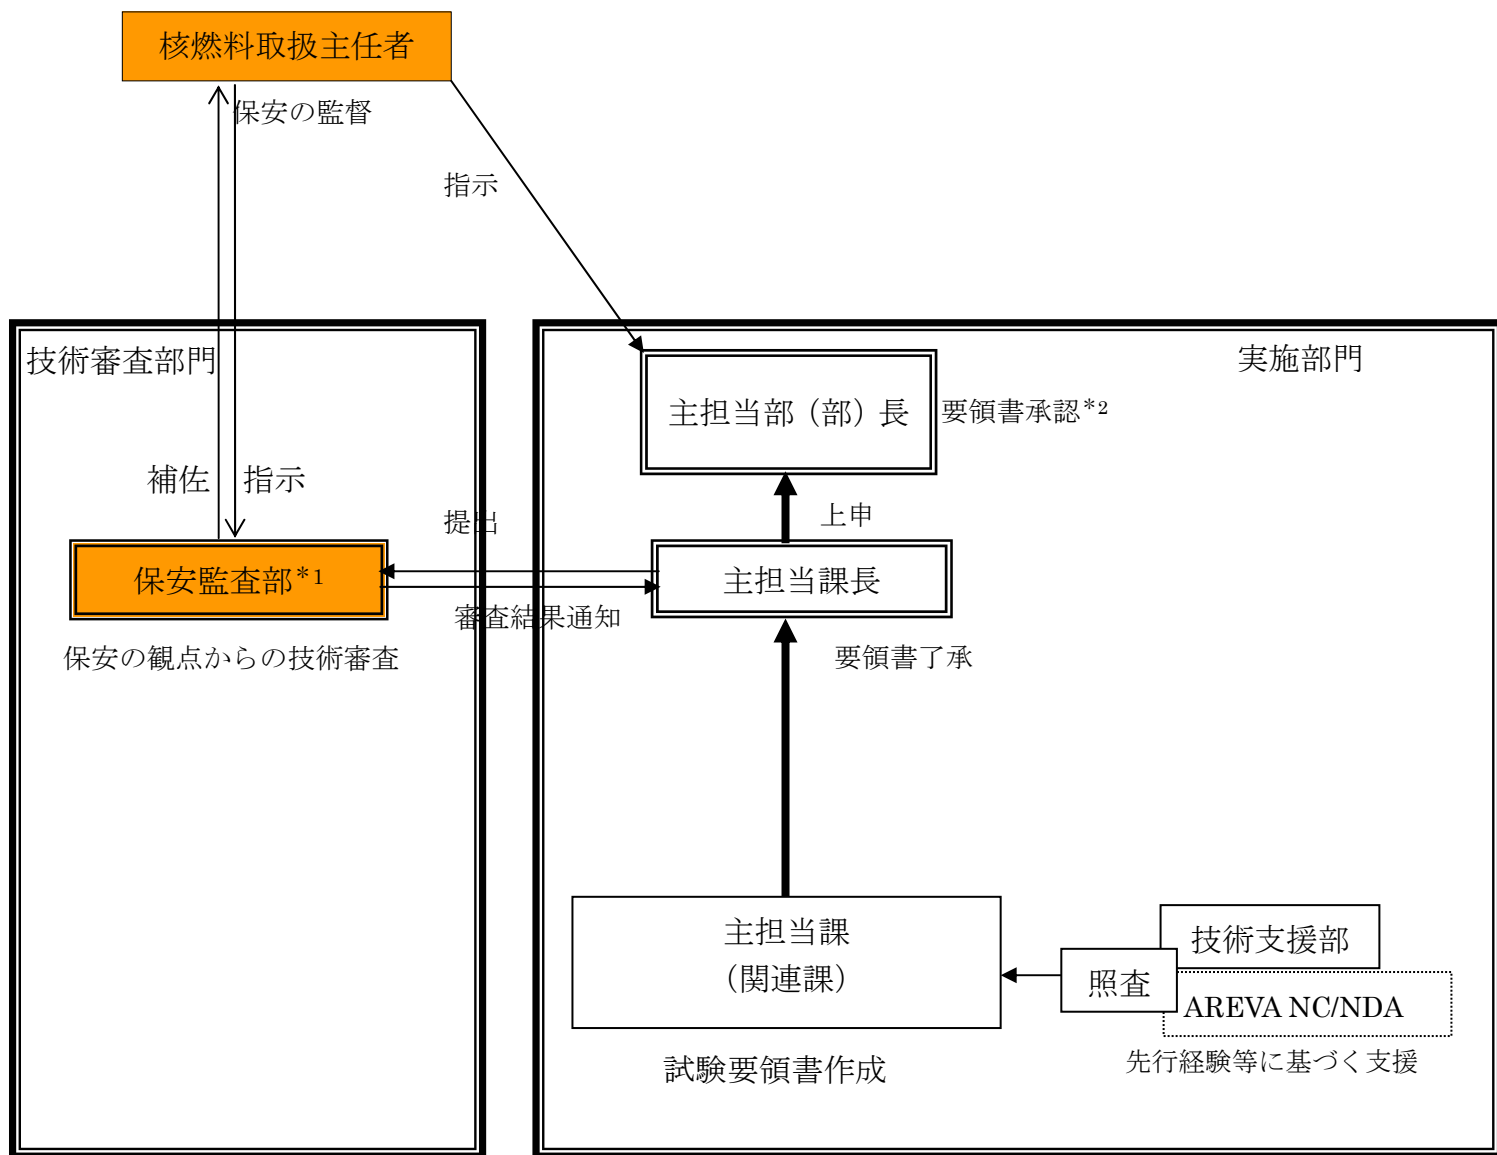 核燃料取扱主任者
保安の監督
指示
技術審査部門
実施部門
主担当部（部）長
要領書承認*2
補佐
指示
提出
上申
保安監査部*1
主担当課長
審査結果通知
保安の観点からの技術審査
要領書了承
主担当課
（関連課）
技術支援部
照査
AREVA NC/NDA
先行経験等に基づく支援
試験要領書作成